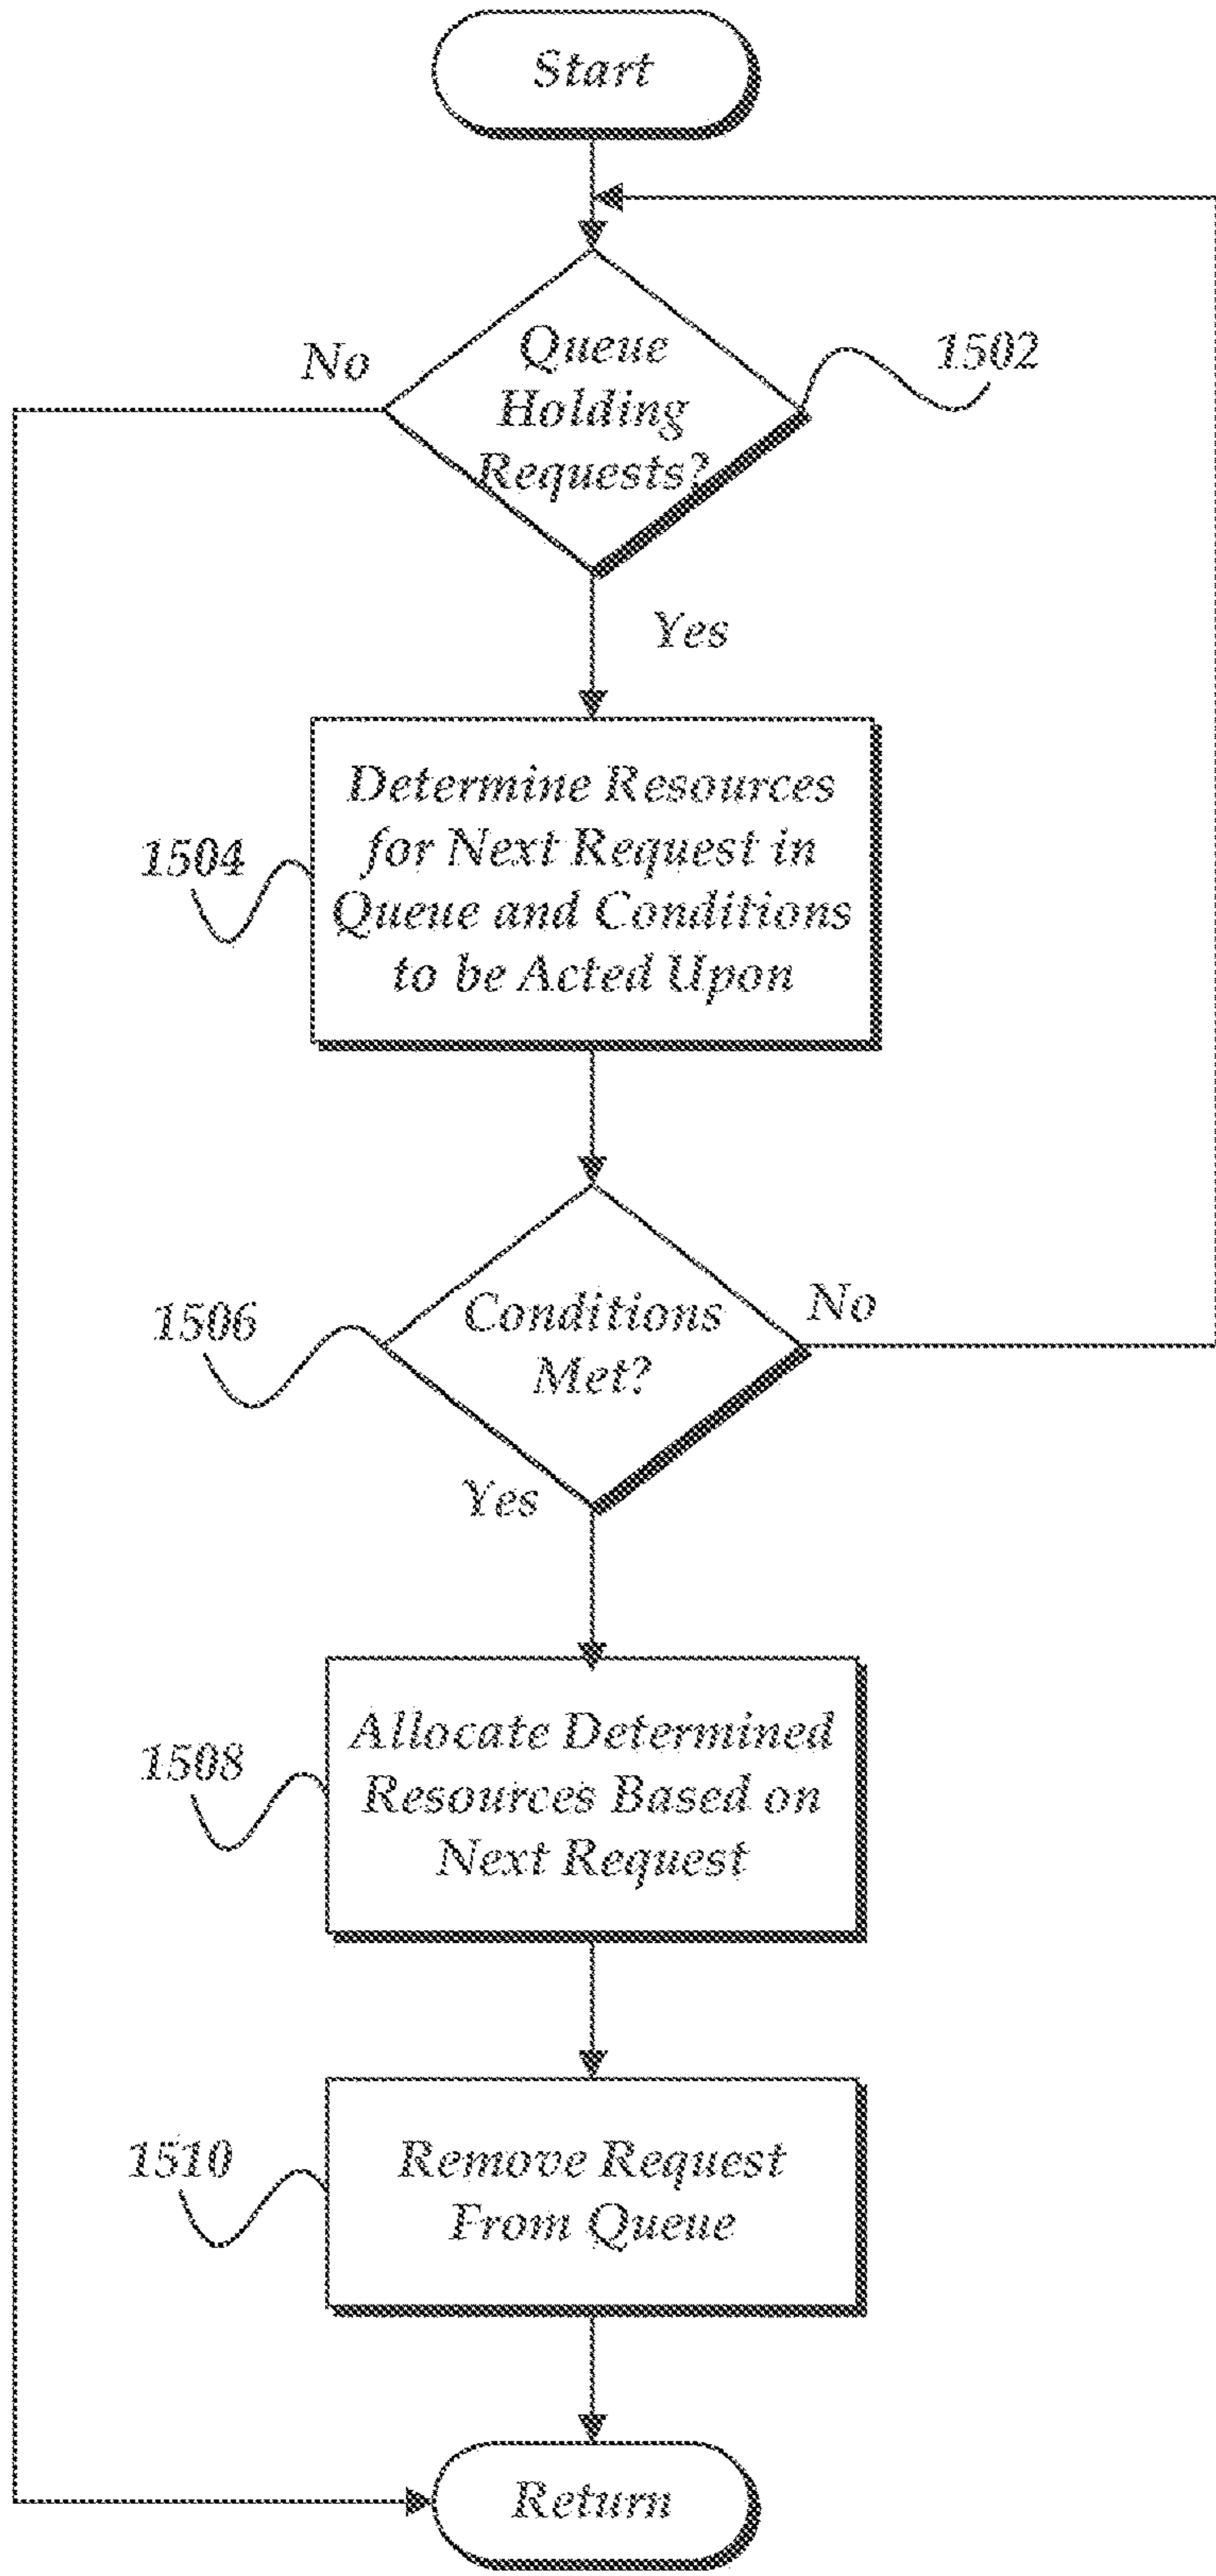 Start
No
Queue
Holding
Requests?
1502
Yes
Determine Resources
for Next Request in
Queue and Conditions
to be Acted Upon
1504
Conditions
Met?
1506
No
Yes
Allocate Determined
Resources Based on
Next Request
1508
Remove Request
From Queue
1510
Return